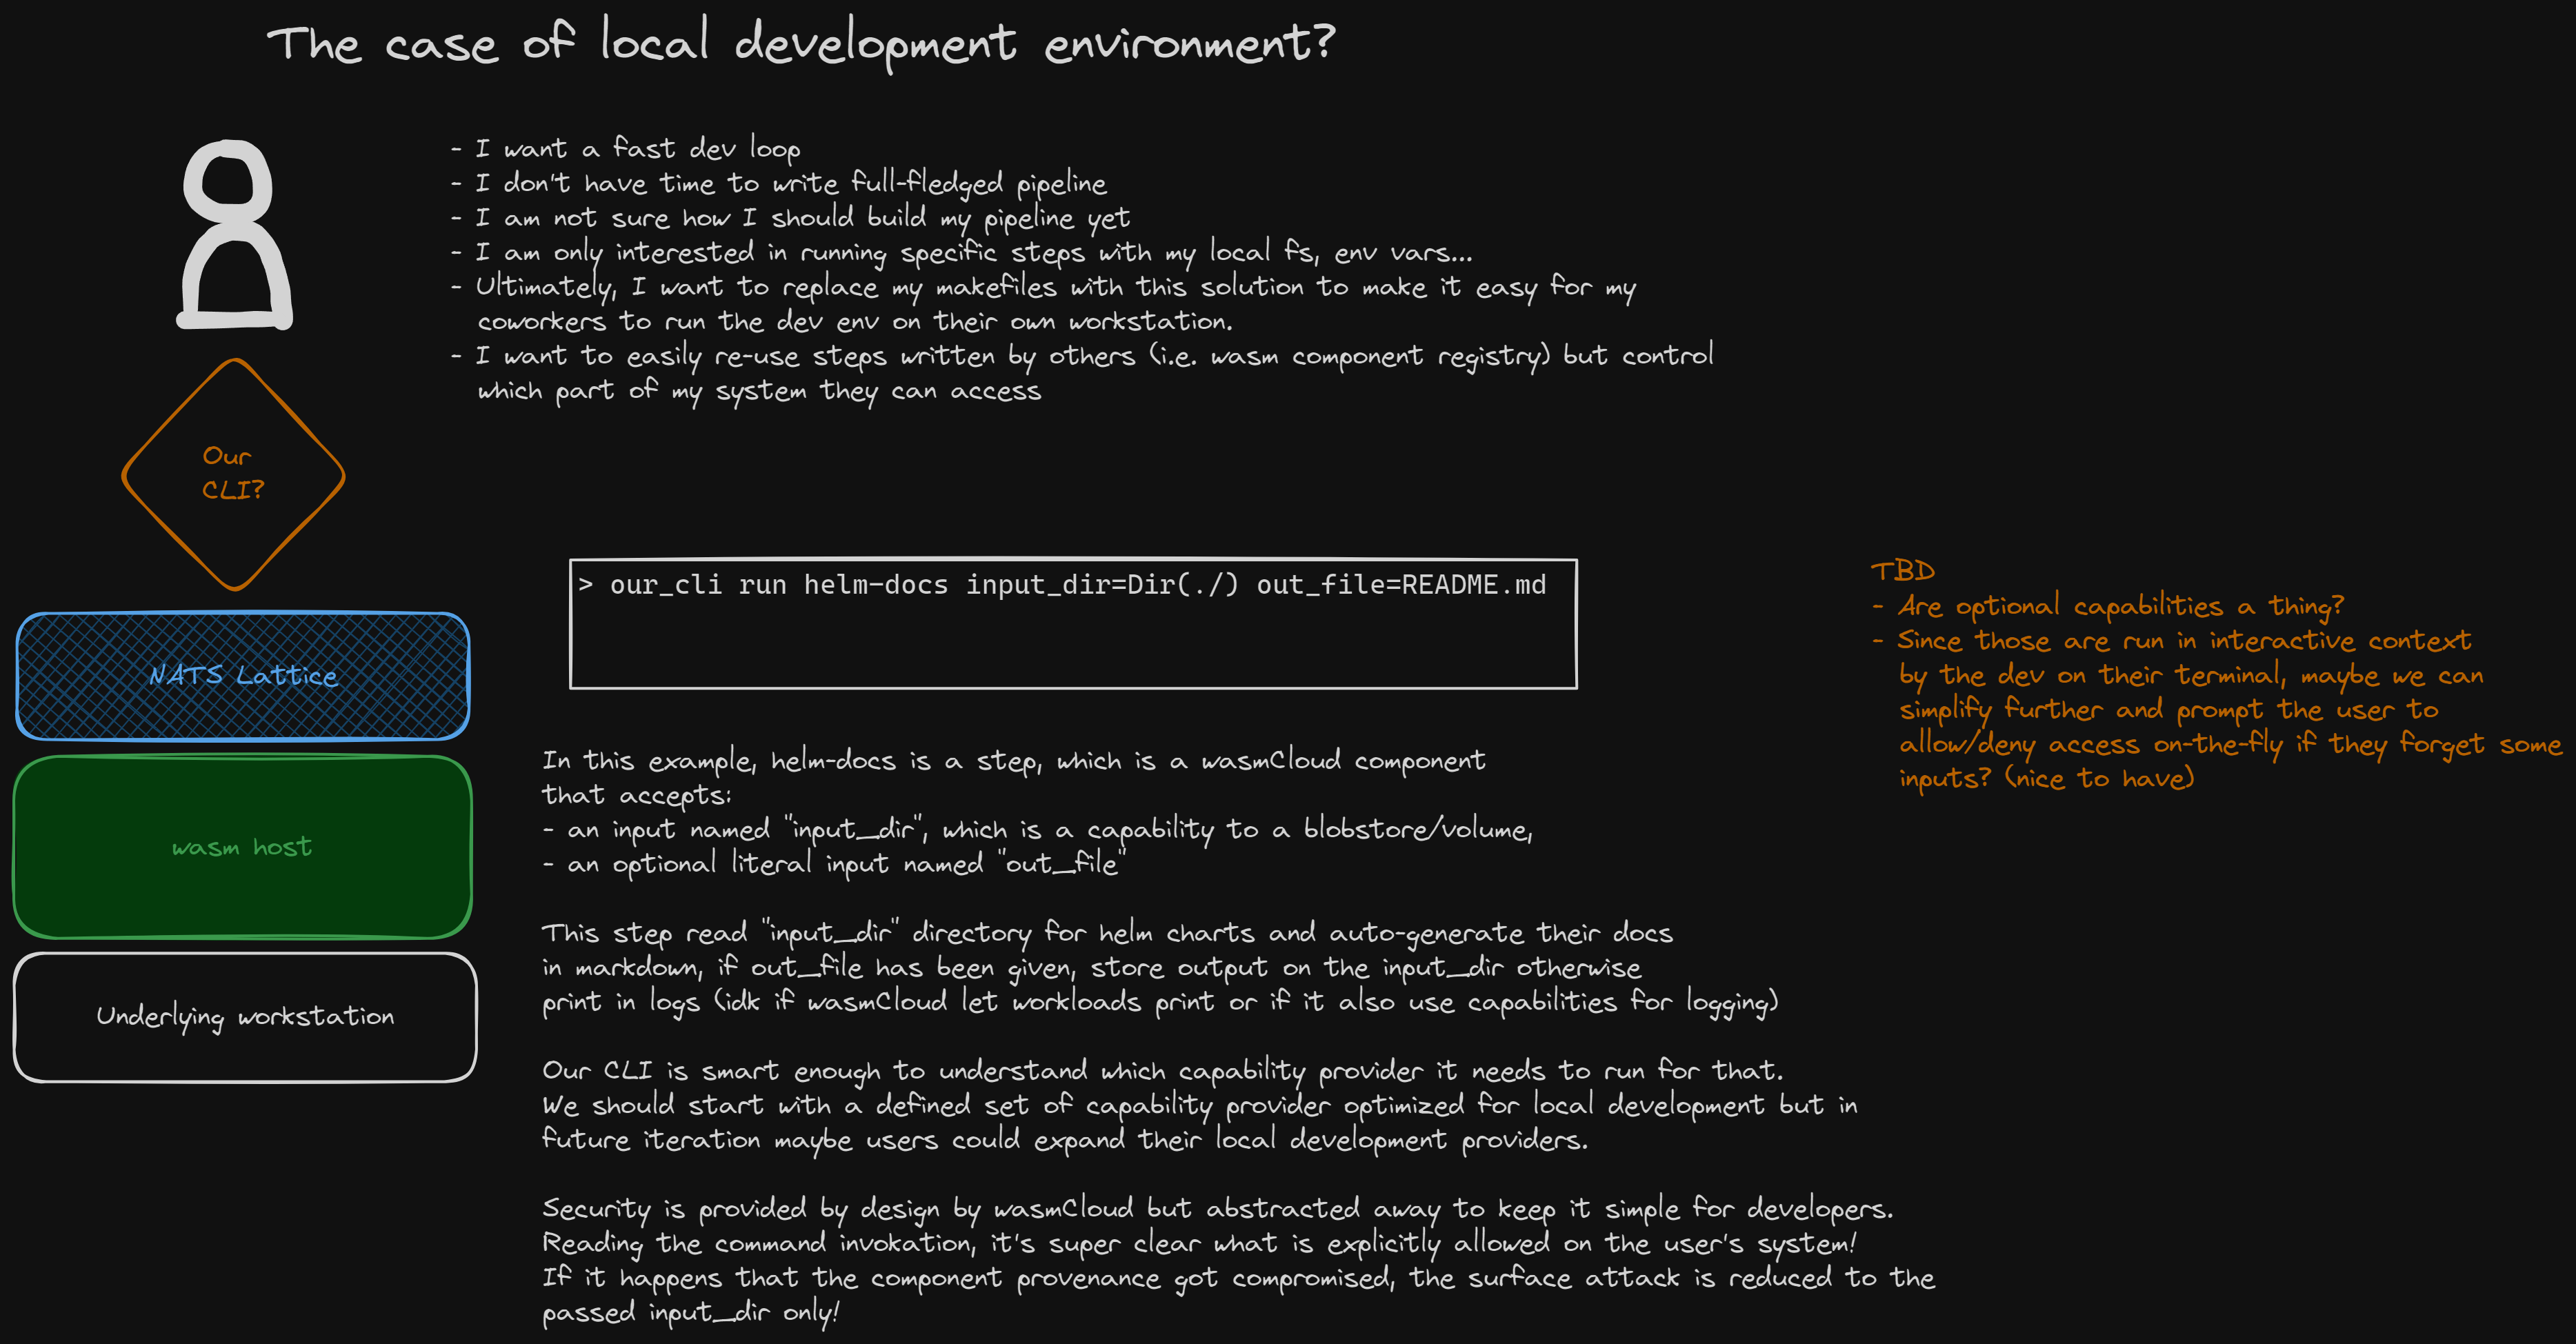 The case of local development environment?
- I want a fast dev loop
- I don't have time to write full-fledged pipeline
- I am not sure how I should build my pipeline yet
- I am only interested in running specific steps with my local fs, env vars...
- Ultimately, I want to replace my makefiles with this solution to make it easy for my
coworkers to run the dev env on their own workstation.
- I want to easily re-use steps written by others (i.e. wasm component registry) but control
which part of my system they can access
Our
CLI?
NATS Lattice
wasm host
Underlying workstation
> our_cli run helm-docs input_dir=Dir(./) out_file=README.md
TBD
- Are optional capabilities a thing?
- Since those are run in interactive context
by the dev on their terminal, maybe we can
simplify further and prompt the user to
allow/deny access on-the-fly if they forget some
inputs? (nice to have)
In this example, helm-docs is a step, which is a wasmCloud component
that accepts:
- an input named "input_dir", which is a capability to a blobstore/volume,
- an optional literal input named "out_file"
This step read "input_dir" directory for helm charts and auto-generate their docs
in markdown, if out_file has been given, store output on the input_dir otherwise
print in logs (idk if wasmCloud let workloads print or if it also use capabilities for logging)
Our CLI is smart enough to understand which capability provider it needs to run for that.
We should start with a defined set of capability provider optimized for local development but in
future iteration maybe users could expand their local development providers.
Security is provided by design by wasmCloud but abstracted away to keep it simple for developers.
Reading the command invokation, it's super clear what is explicitly allowed on the user's system!
If it happens that the component provenance got compromised, the surface attack is reduced to the
passed input_dir only!